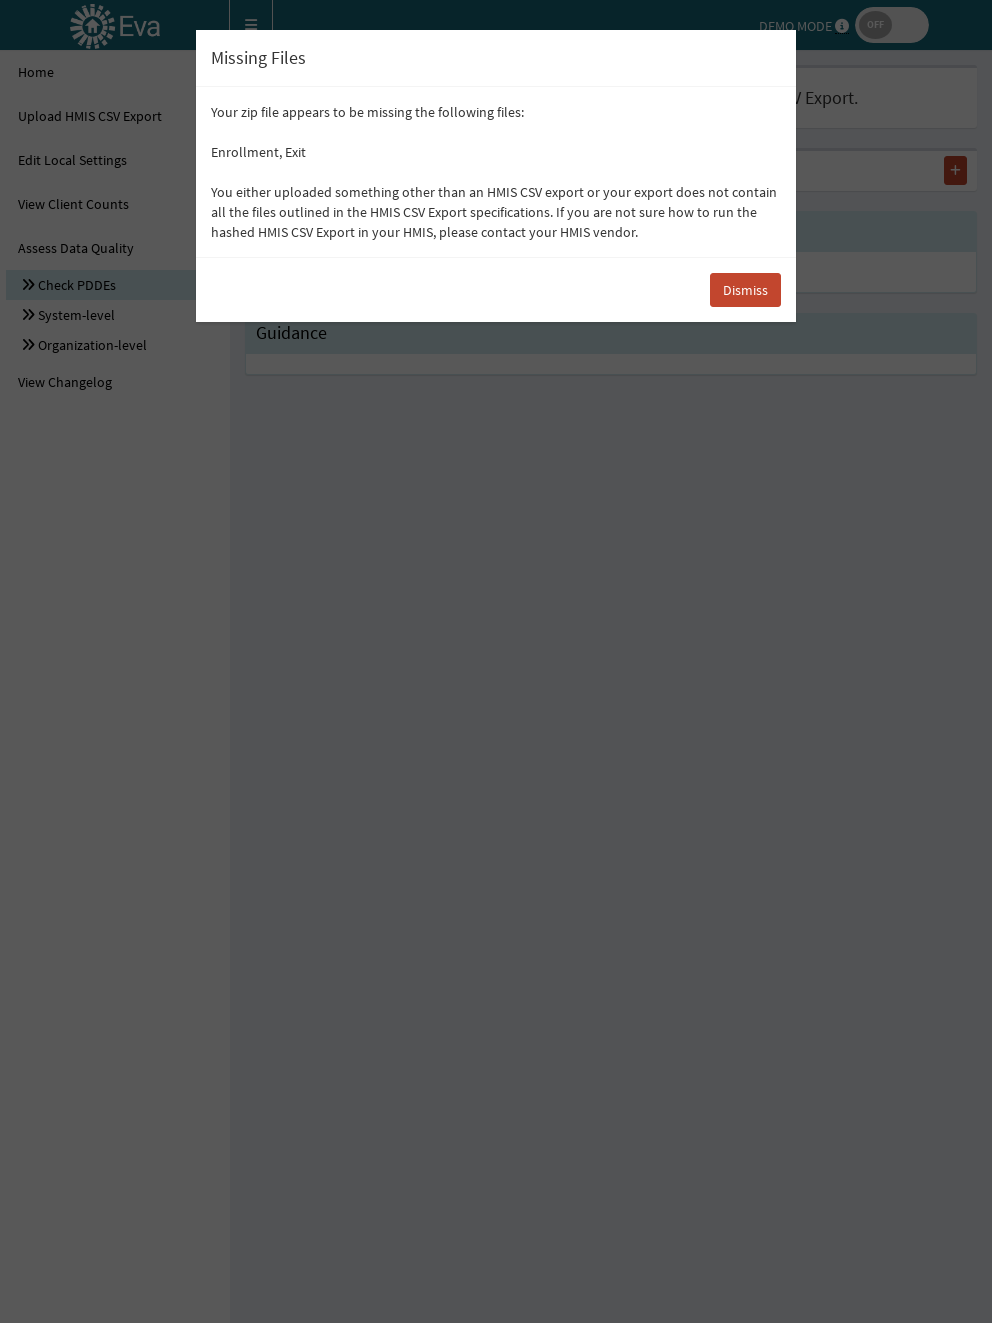 Eva
DEMO MODE
OFF
Missing Files
Your zip file appears to be missing the following files:
Enrollment, Exit
You either uploaded something other than an HMIS CSV export or your export does not contain
all the files outlined in the HMIS CSV Export specifications. If you are not sure how to run the
hashed HMIS CSV Export in your HMIS, please contact your HMIS vendor.
Dismiss
Home
Upload HMIS CSV Export
Edit Local Settings
View Client Counts
Assess Data Quality
Check PDDEs
System-level
Organization-level
View Changelog
V Export.
+
Guidance